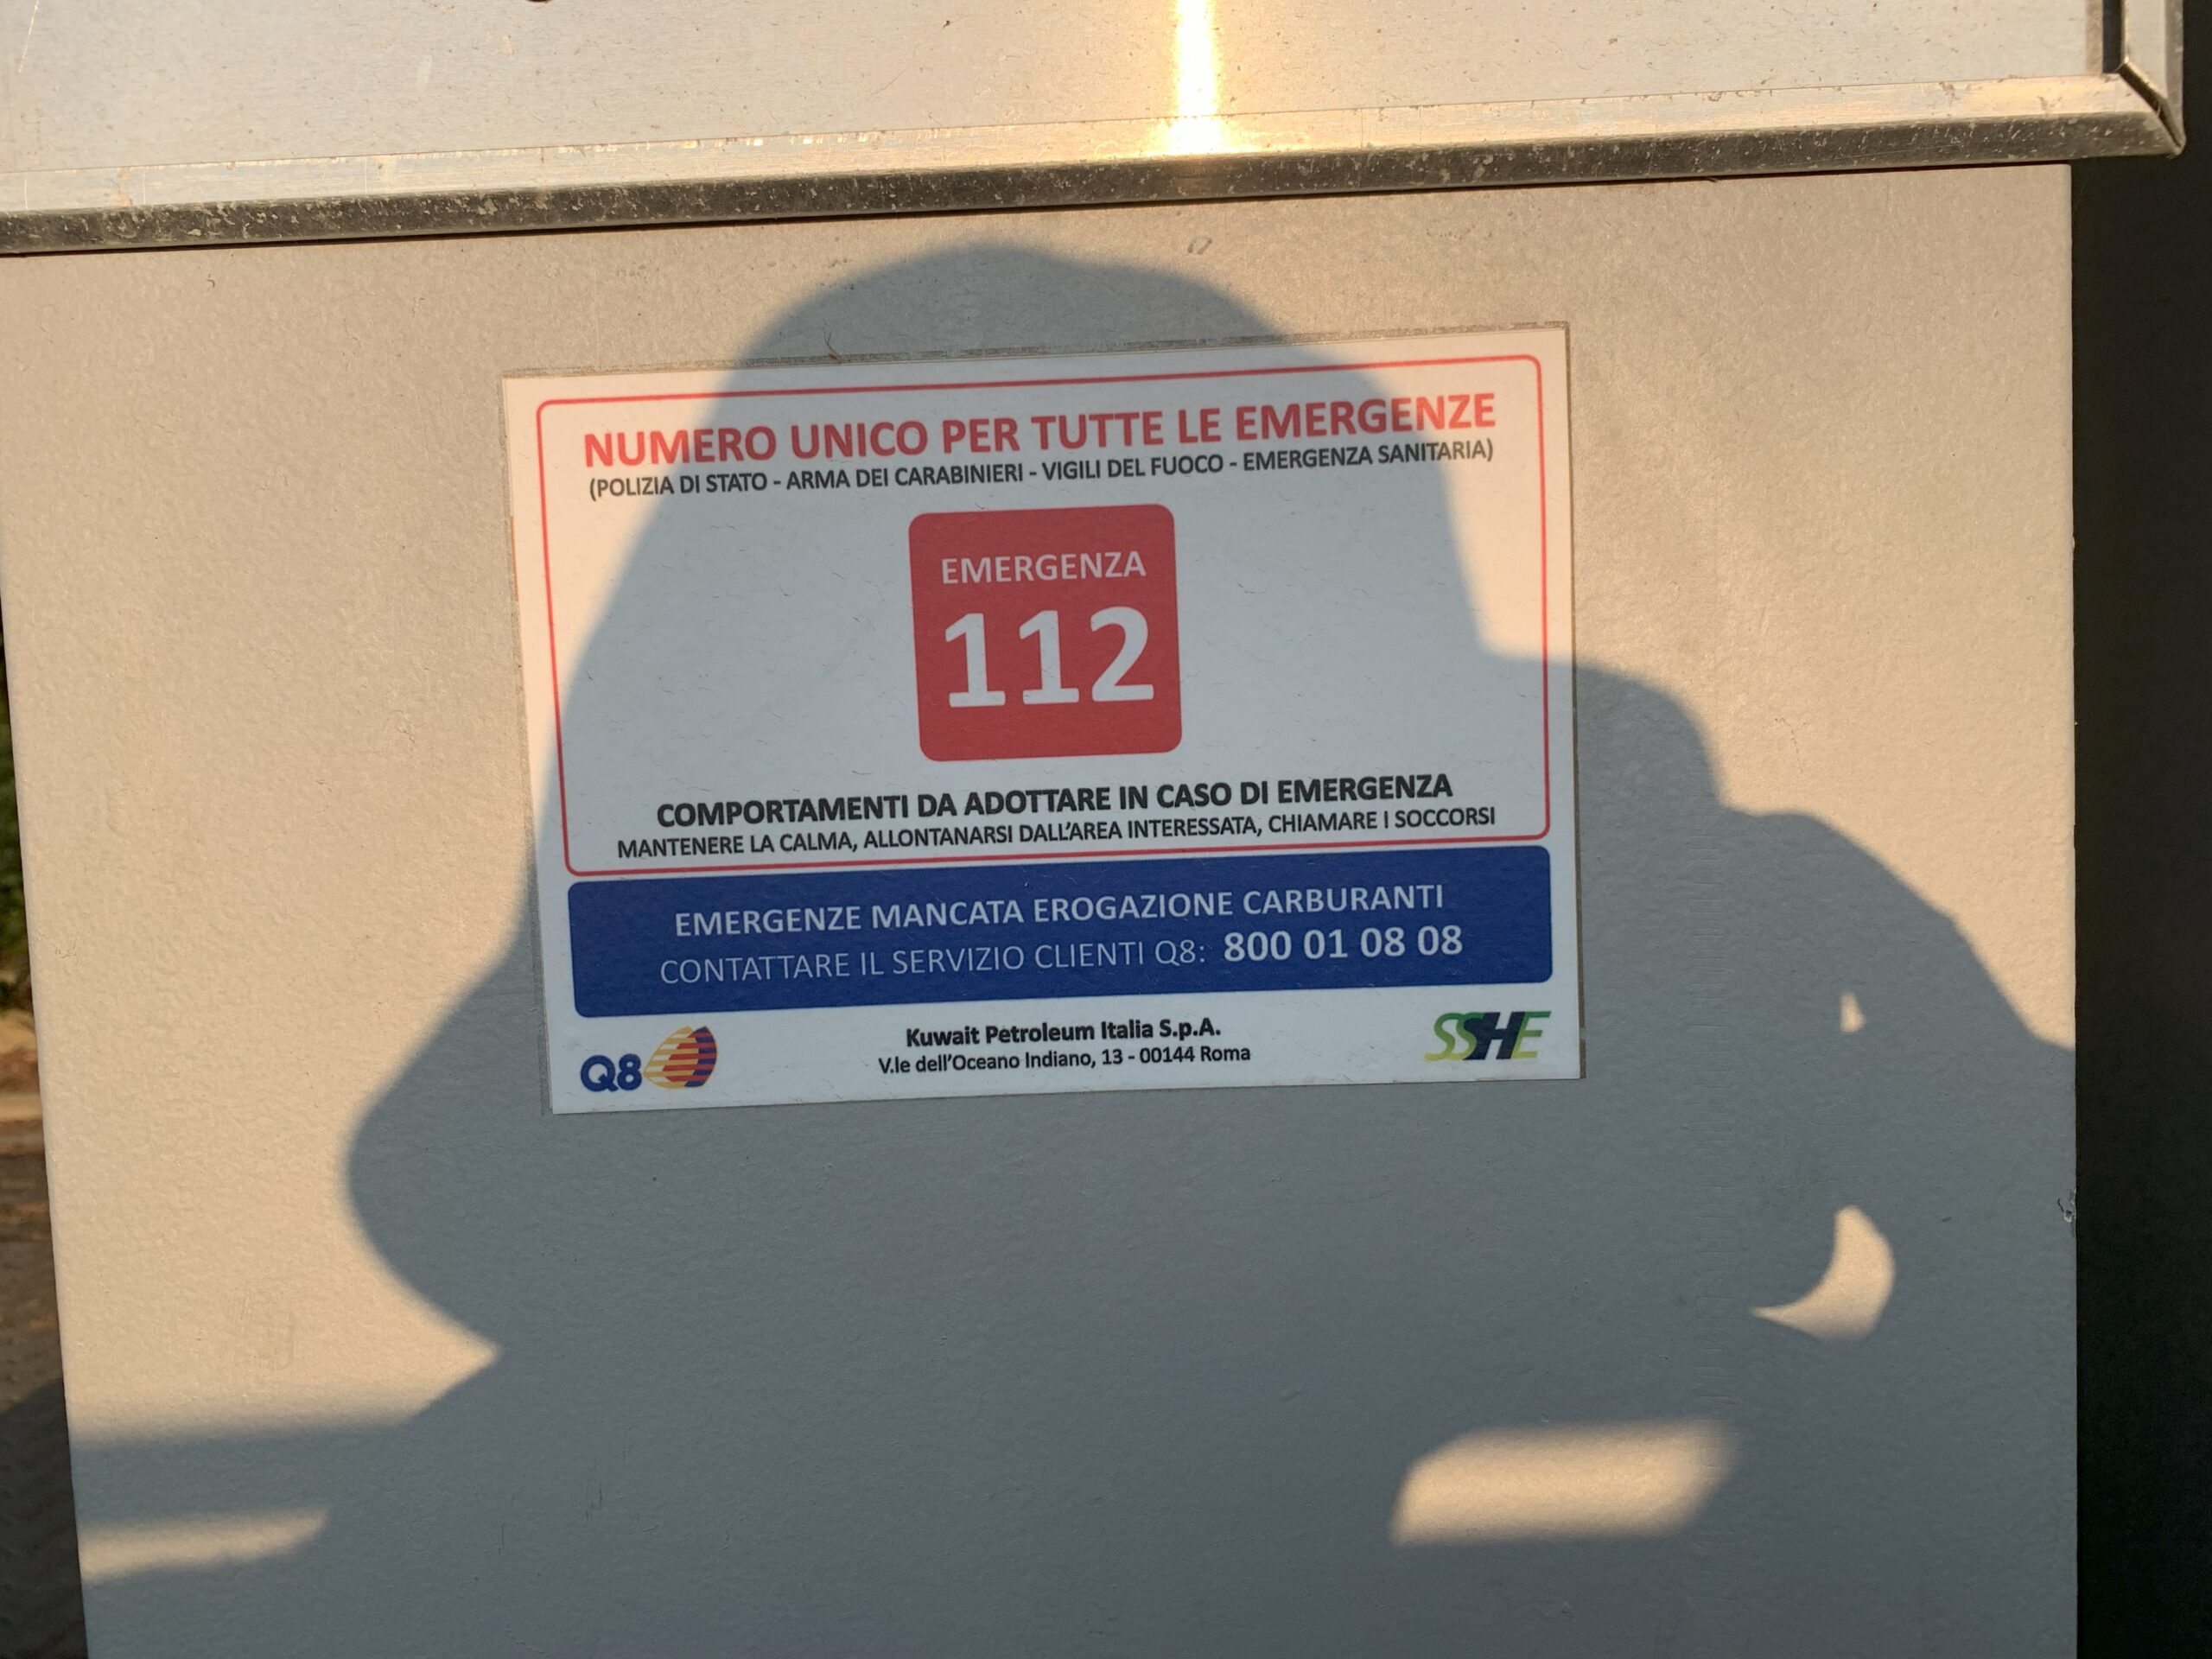 NUMERO UNICO PER TUTTE LE EMERGENZE
(POLIZIA DI STATO - ARMA DEI CARABINIERI - VIGILI DEL FUOCO - EMERGENZA SANITARIA)
EMERGENZA
112
COMPORTAMENTI DA ADOTTARE IN CASO DI EMERGENZA
MANTENERE LA CALMA, ALLONTANARSI DALL'AREA INTERESSATA, CHIAMARE I SOCCORSI
EMERGENZE MANCATA EROGAZIONE CARBURANTI
CONTATTARE IL SERVIZIO CLIENTI Q8: 800 01 08 08
Q8
Kuwait Petroleum Italia S.p.A.
V.le dell'Oceano Indiano, 13 - 00144 Roma
SSHE